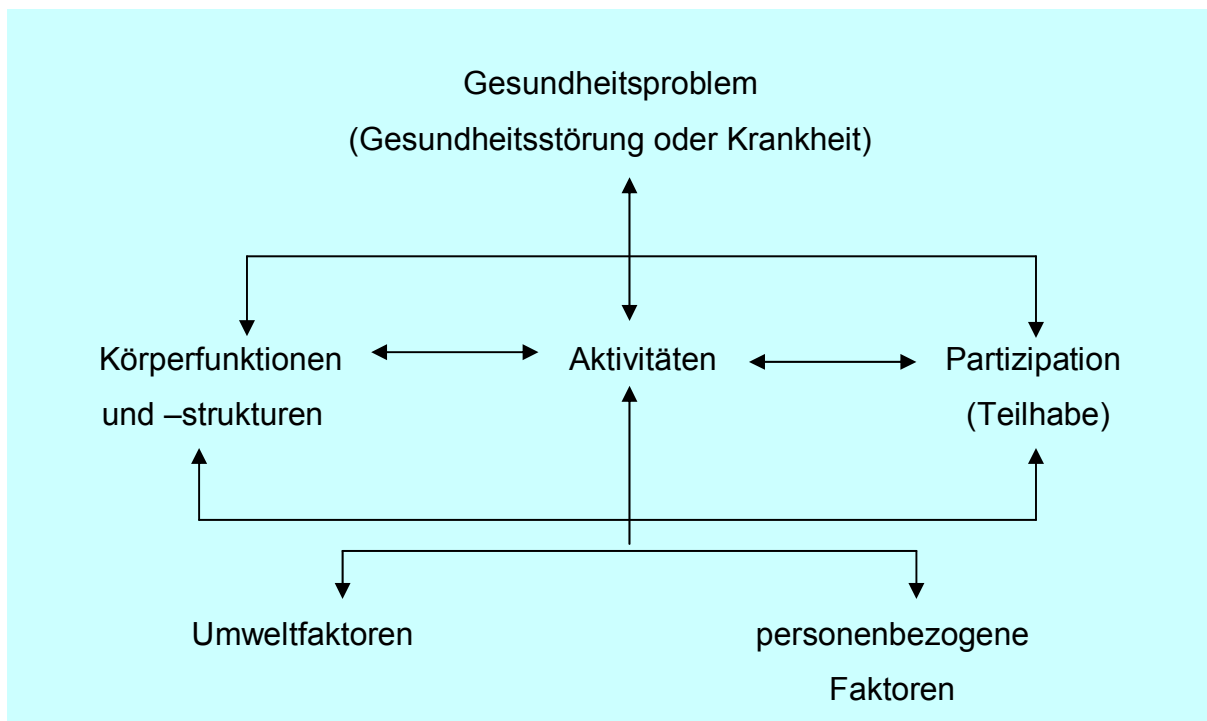 Gesundheitsproblem
(Gesundheitsstörung oder Krankheit)
Körperfunktionen
und –strukturen
Aktivitäten
Partizipation
(Teilhabe)
Umweltfaktoren
personenbezogene
Faktoren